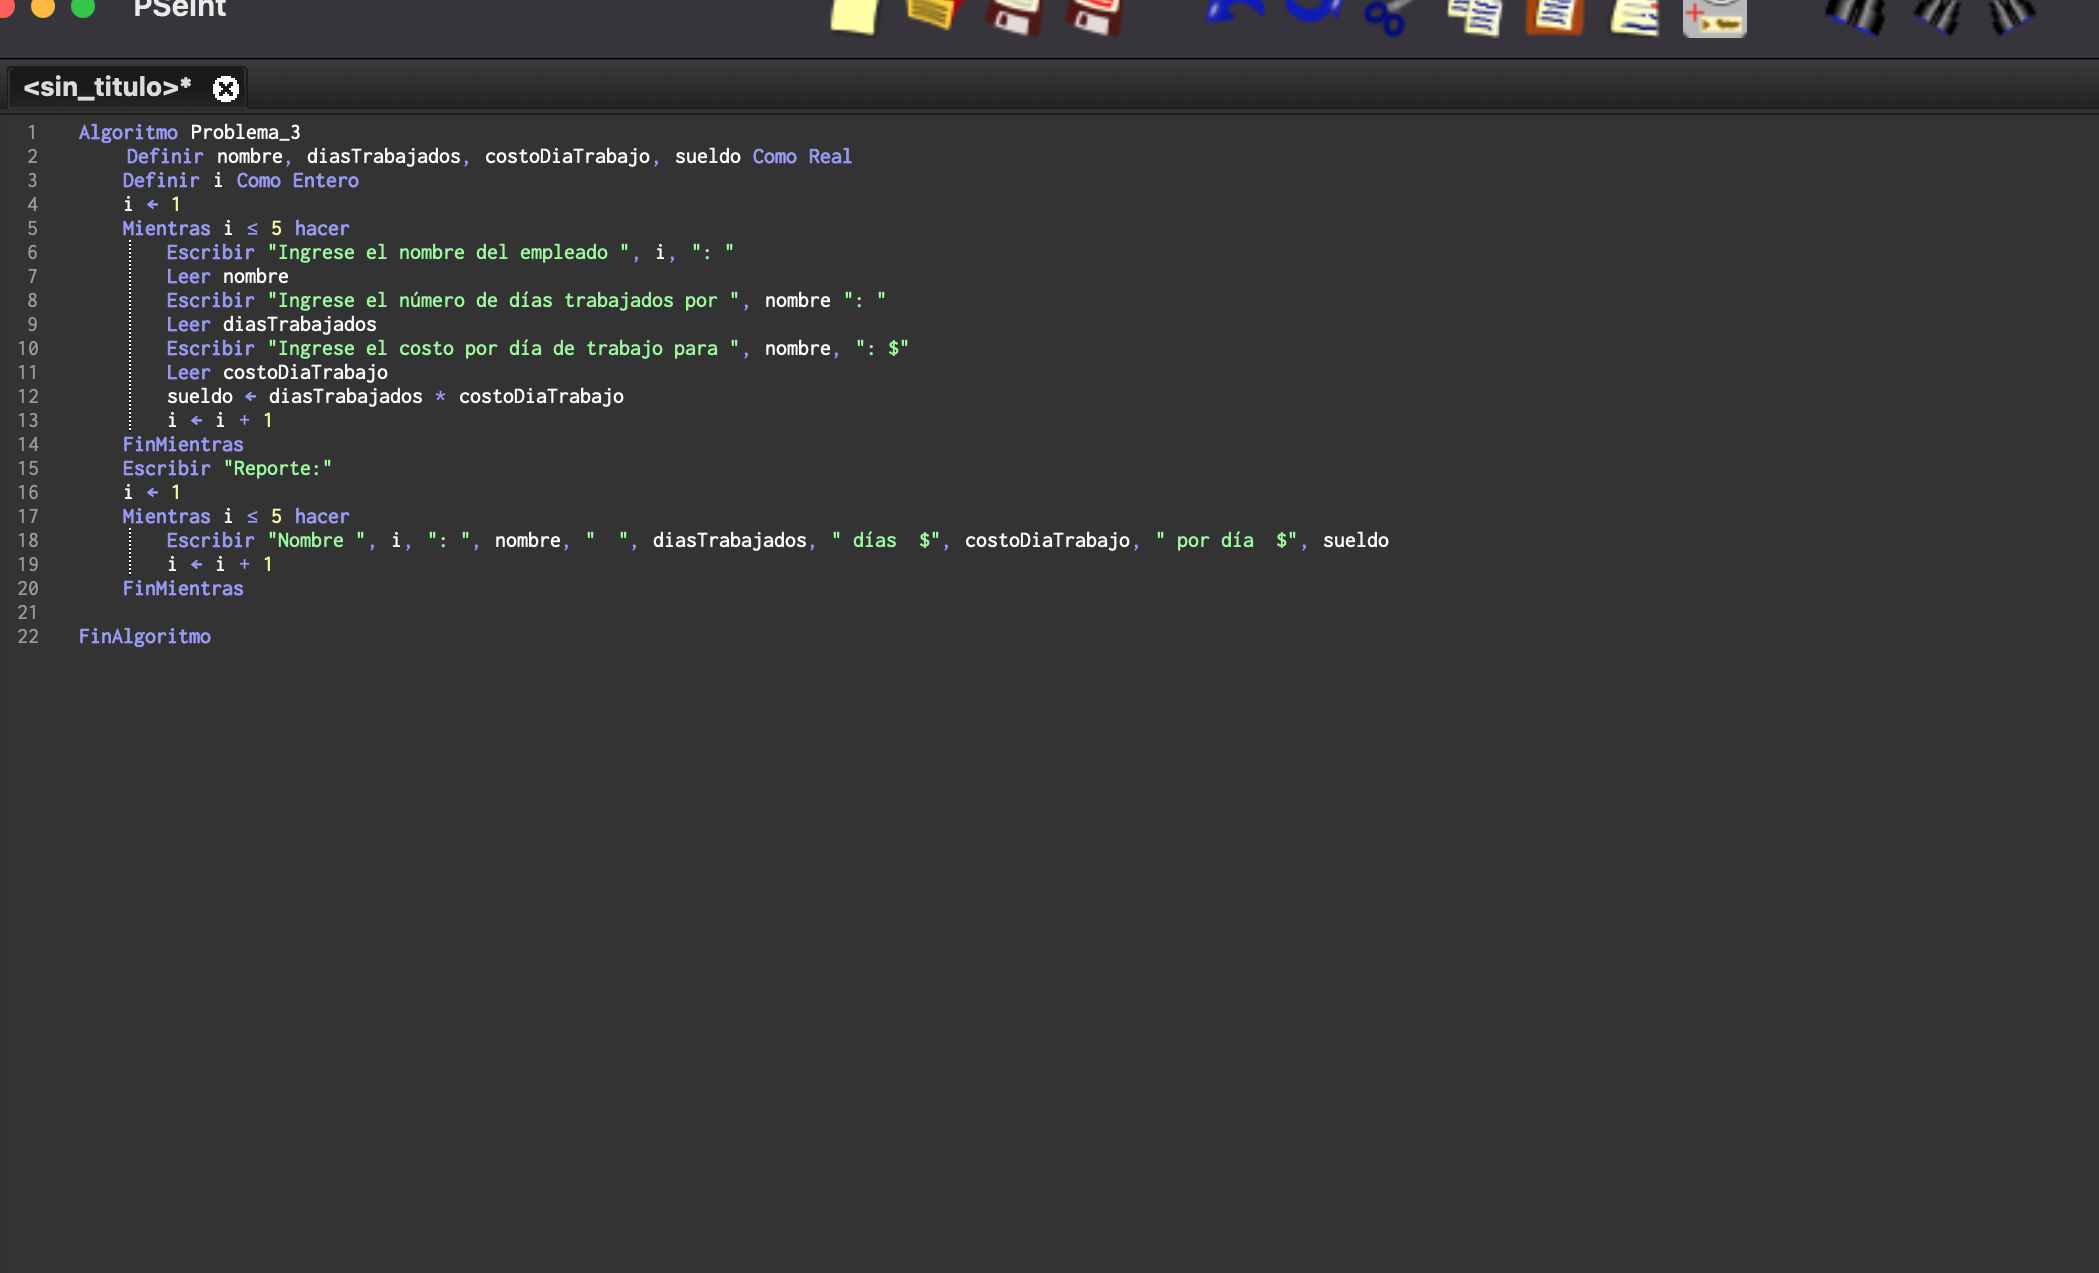 PSeInt
<sin_titulo>*
1 Algoritmo Problema_3
2 Definir nombre, diasTrabajados, costoDiaTrabajo, sueldo Como Real
3 Definir i Como Entero
4 i ← 1
5 Mientras i ≤ 5 hacer
6 Escribir "Ingrese el nombre del empleado ", i, ": "
7 Leer nombre
8 Escribir "Ingrese el número de días trabajados por ", nombre ": "
9 Leer diasTrabajados
10 Escribir "Ingrese el costo por día de trabajo para ", nombre, ": $"
11 Leer costoDiaTrabajo
12 sueldo ← diasTrabajados * costoDiaTrabajo
13 i ← i + 1
14 FinMientras
15 Escribir "Reporte:"
16 i ← 1
17 Mientras i ≤ 5 hacer
18 Escribir "Nombre ", i, ": ", nombre, "  ", diasTrabajados, " días  $", costoDiaTrabajo, " por día  $", sueldo
19 i ← i + 1
20 FinMientras
21
22 FinAlgoritmo